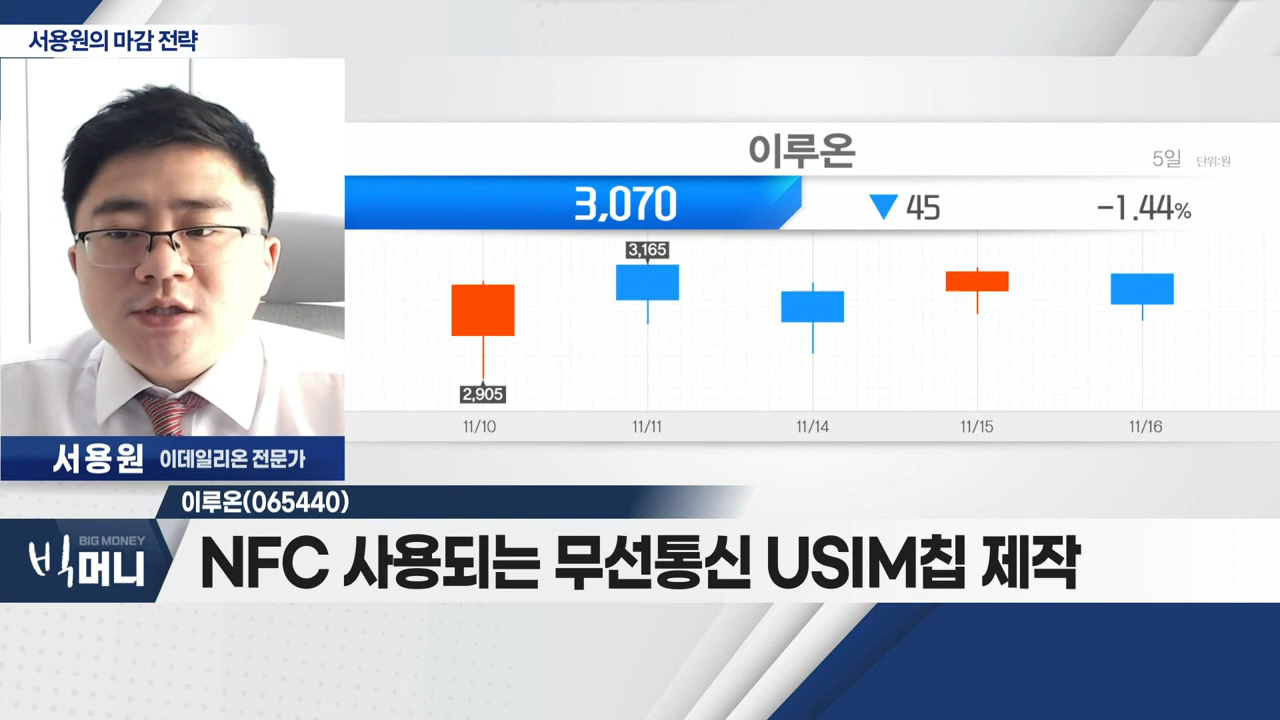 서용원의 마감 전략
이루온
5일 단위:원
3,070 ▼45 -1.44%
3,165
2,905
11/10 11/11 11/14 11/15 11/16
서용원 이데일리온 전문가
이루온(065440)
BIG MONEY
빅머니
NFC 사용되는 무선통신 USIM칩 제작